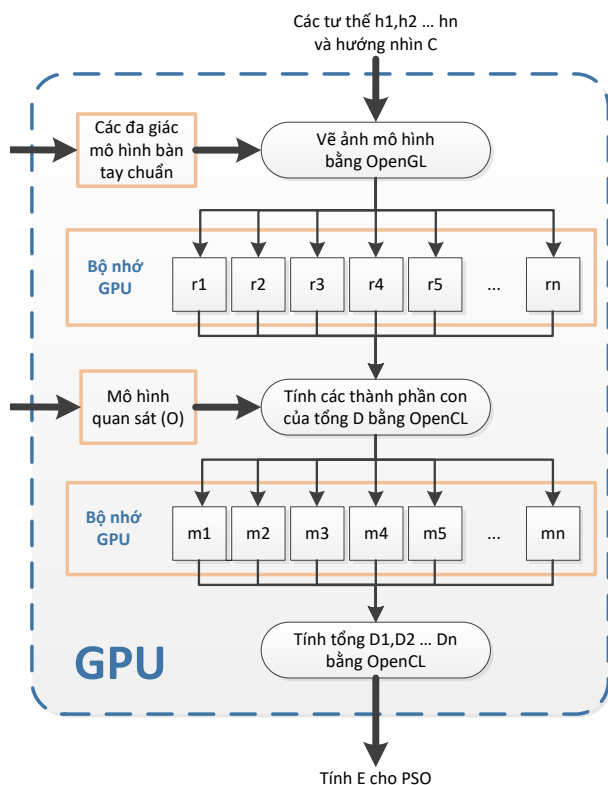 Các tư thế h1,h2 ... hn
và hướng nhìn C
Các đa giác
mô hình bàn
tay chuẩn
Vẽ ảnh mô hình
bằng OpenGL
Bộ nhớ
GPU
r1 r2 r3 r4 r5 ... rn
Mô hình
quan sát (O)
Tính các thành phần con
của tổng D bằng OpenCL
Bộ nhớ
GPU
m1 m2 m3 m4 m5 ... mn
Tính tổng D1,D2 ... Dn
bằng OpenCL
GPU
Tính E cho PSO